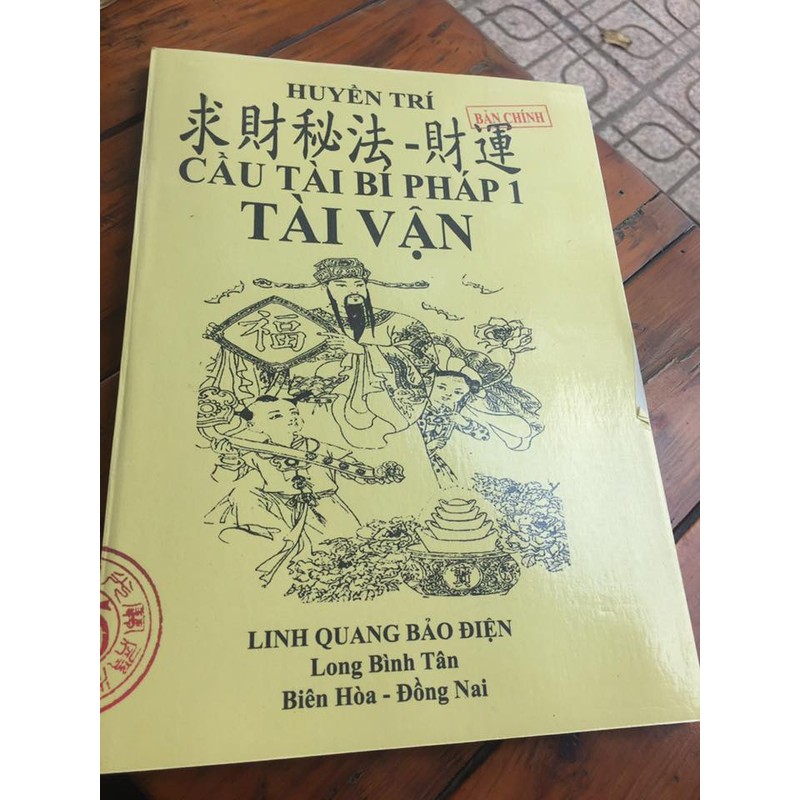 HUYỀN TRÍ
BẢN CHÍNH
求財秘法-財運
CẦU TÀI BÍ PHÁP 1
TÀI VẬN
福
LINH QUANG BẢO ĐIỆN
Long Bình Tân
Biên Hòa - Đồng Nai